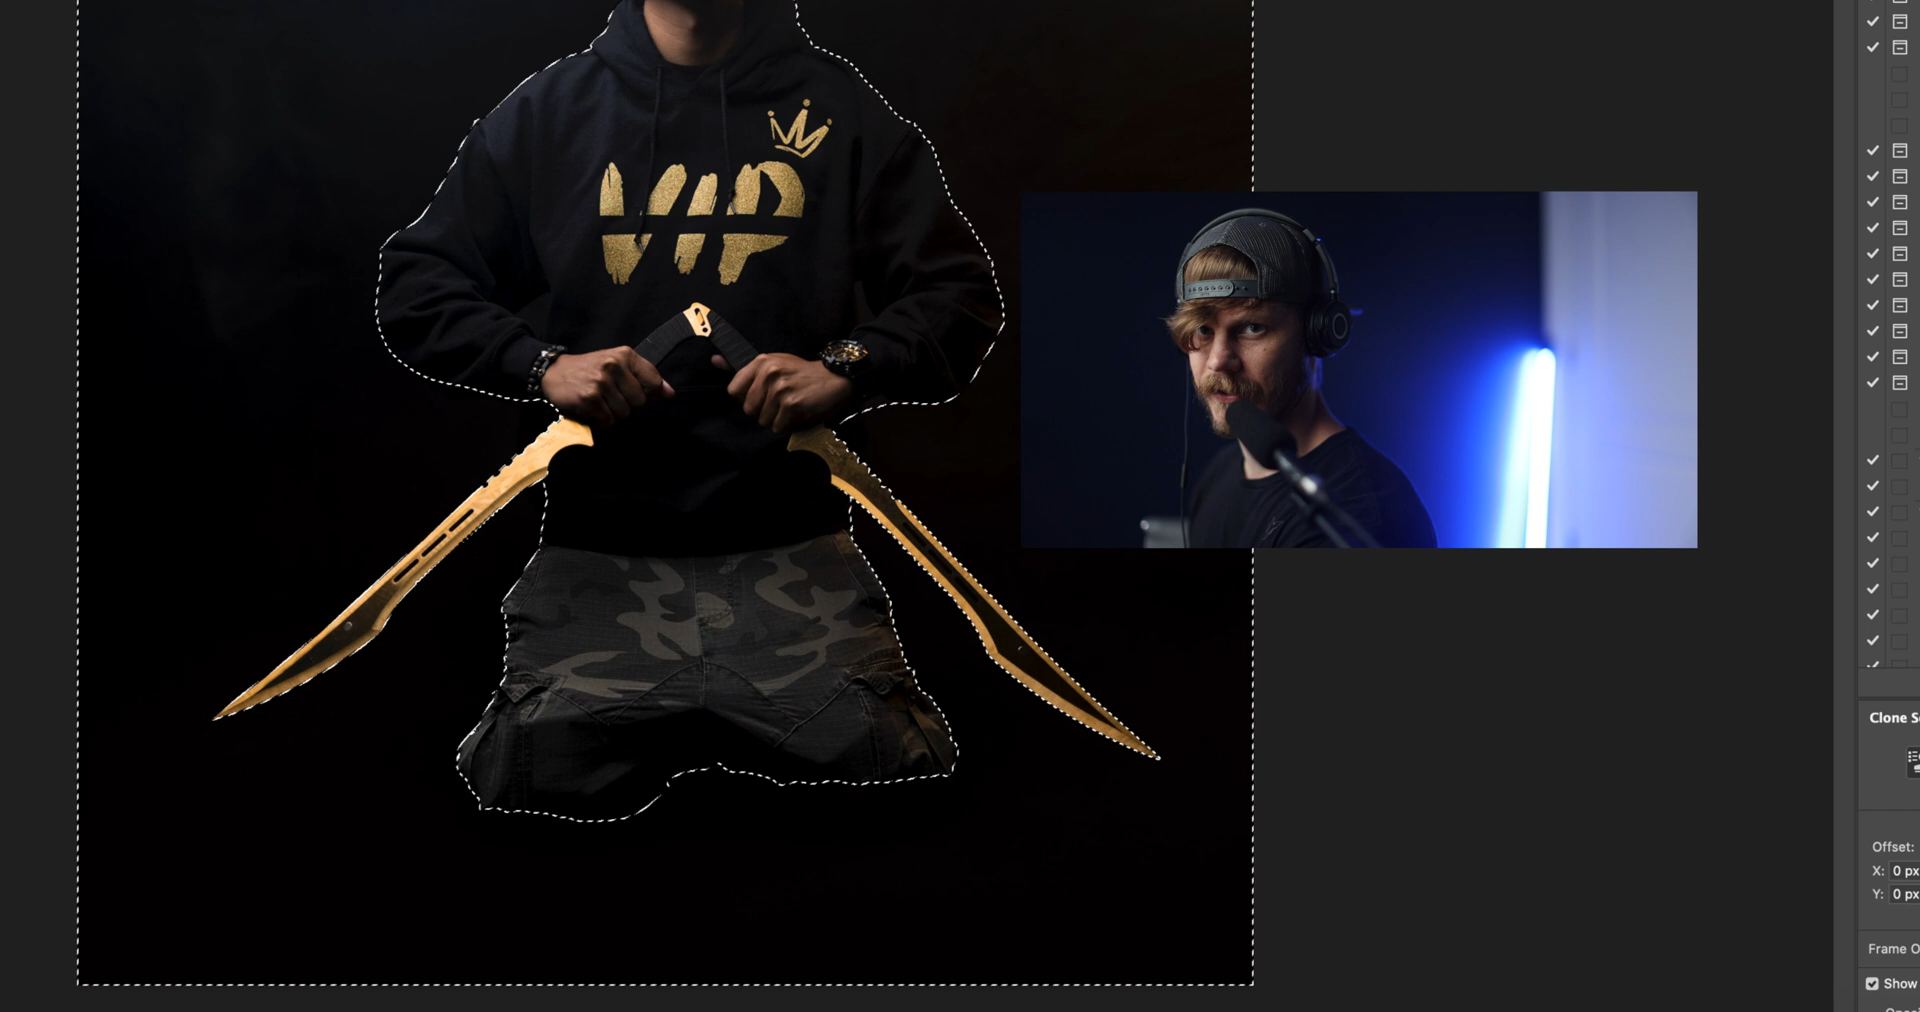 VIP
Clone S
Offset:
X: 0 px
Y: 0 px
Frame O
Show